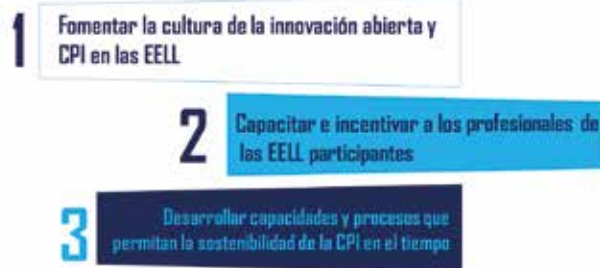 1
Fomentar la cultura de la innovación abierta y
CPI en las EELL
2
Capacitar e incentivar a los profesionales de
las EELL participantes
3
Desarrollar capacidades y procesos que
permitan la sostenibilidad de la CPI en el tiempo